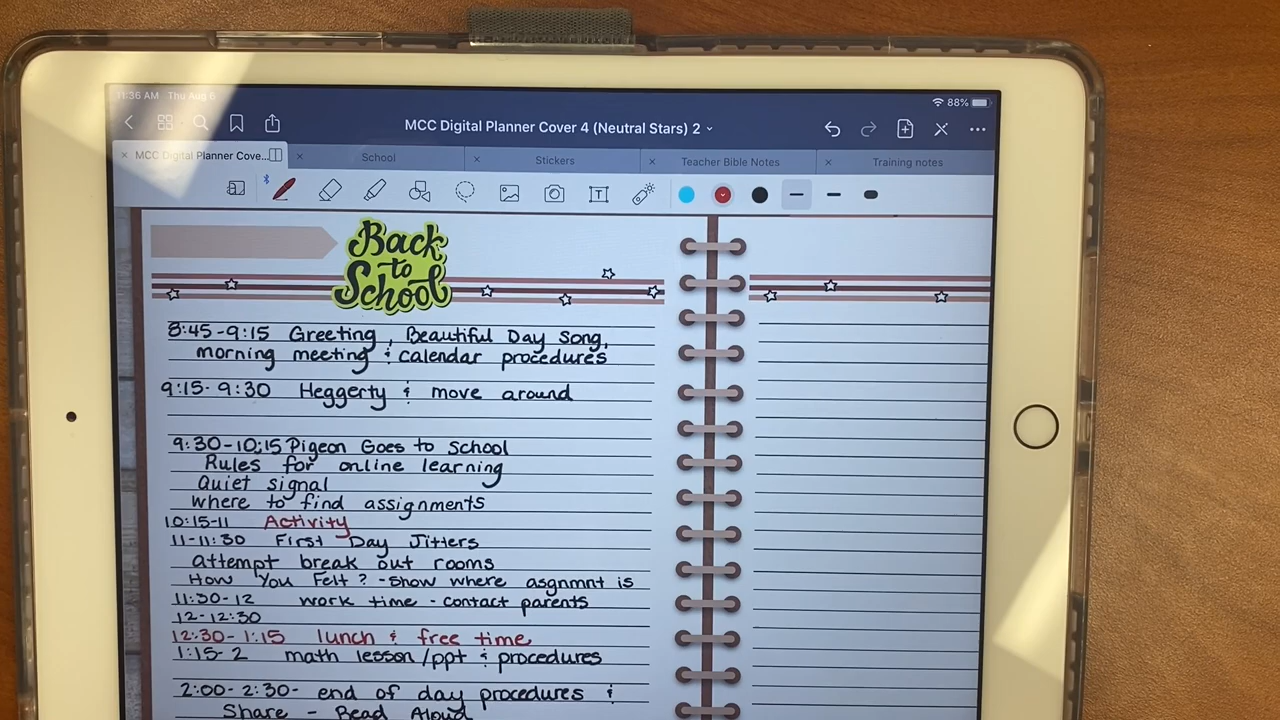 11:36 AM Thu Aug 6
88%
MCC Digital Planner Cover 4 (Neutral Stars) 2
MCC Digital Planner Cove...
School
Stickers
Teacher Bible Notes
Training notes
T
Back
to
School
8:45-9:15 Greeting, Beautiful Day Song,
morning meeting & calendar procedures
9:15-9:30 Heggerty & move around
9:30-10:15 Pigeon Goes to School
Rules for online learning
Quiet signal
where to find assignments
10:15-11 Activity
11-11:30 First Day Jitters
attempt break out rooms
How You Felt? -show where asgnmnt is
11:30-12 work time - contact parents
12-12:30
12:30-1:15 lunch & free time
1:15-2 math lesson/ppt & procedures
2:00-2:30- end of day procedures &
Share - Read Aloud